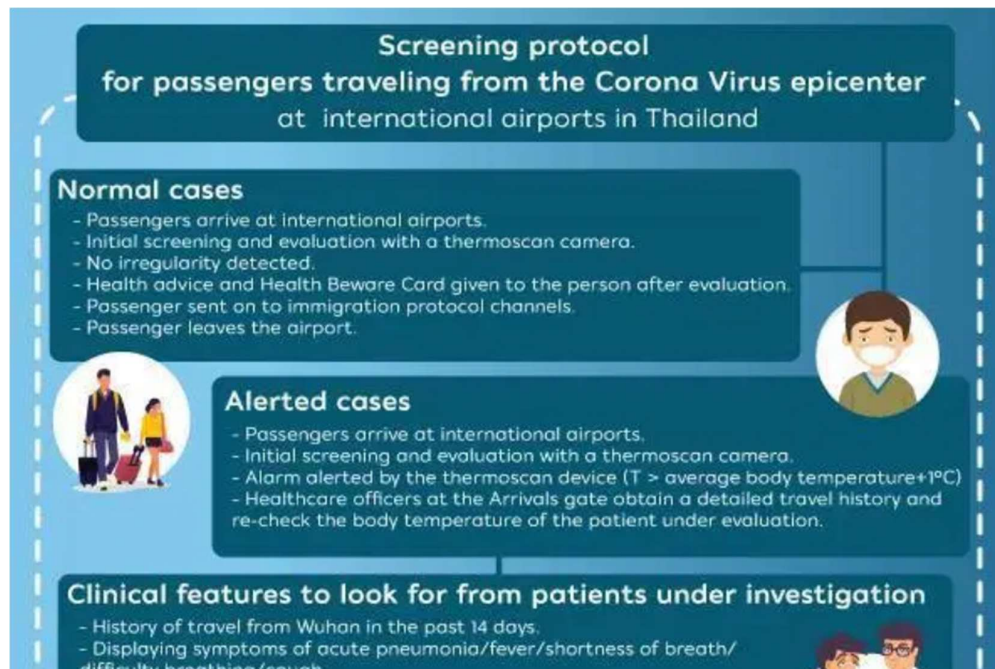 Screening protocol
for passengers traveling from the Corona Virus epicenter
at international airports in Thailand
Normal cases
- Passengers arrive at international airports.
- Initial screening and evaluation with a thermoscan camera.
- No irregularity detected.
- Health advice and Health Beware Card given to the person after evaluation.
- Passenger sent on to immigration protocol channels.
- Passenger leaves the airport.
Alerted cases
- Passengers arrive at international airports.
- Initial screening and evaluation with a thermoscan camera.
- Alarm alerted by the thermoscan device (T > average body temperature+1ºC)
- Healthcare officers at the Arrivals gate obtain a detailed travel history and
re-check the body temperature of the patient under evaluation.
Clinical features to look for from patients under investigation
- History of travel from Wuhan in the past 14 days.
- Displaying symptoms of acute pneumonia/fever/shortness of breath/
difficulty breathing/cough